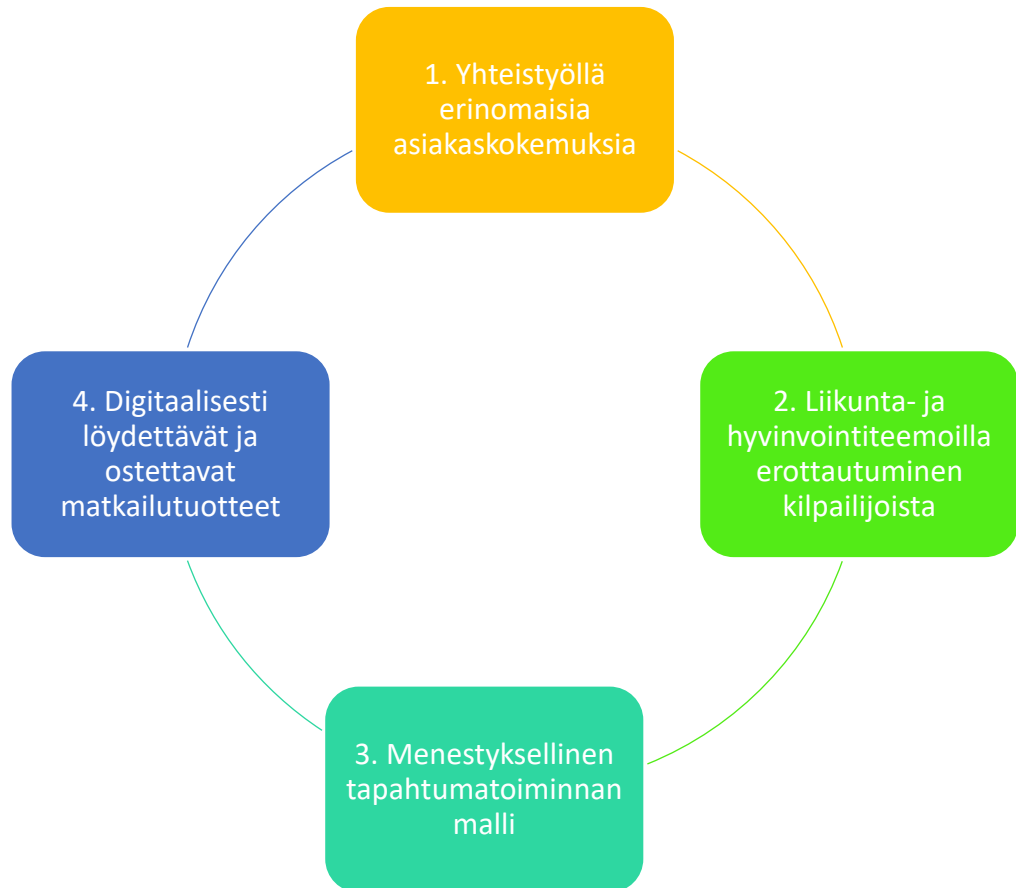 1. Yhteistyöllä
erinomaisia
asiakaskokemuksia
2. Liikunta- ja
hyvinvointiteemoilla
erottautuminen
kilpailijoista
3. Menestyksellinen
tapahtumatoiminnan
malli
4. Digitaalisesti
löydettävät ja
ostettavat
matkailutuotteet